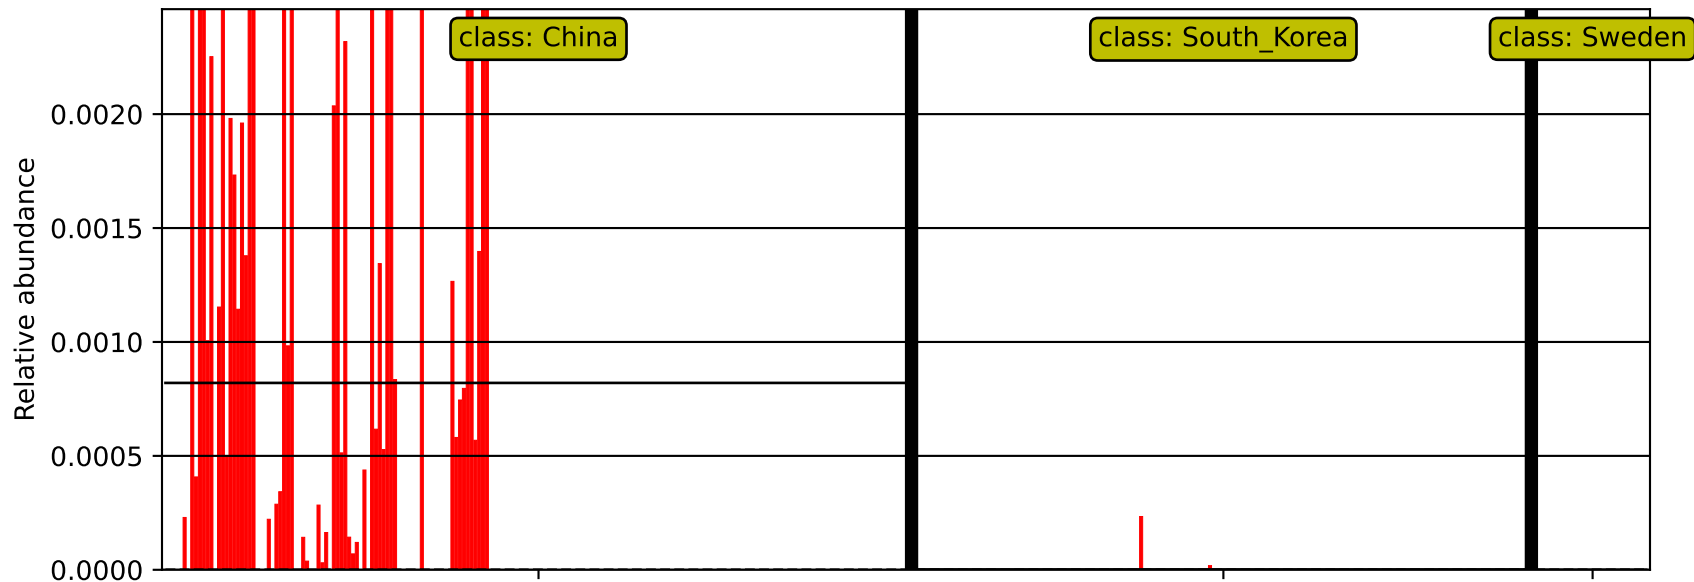 class: China
class: South_Korea
class: Sweden
Relative abundance
0.0020
0.0015
0.0010
0.0005
0.0000